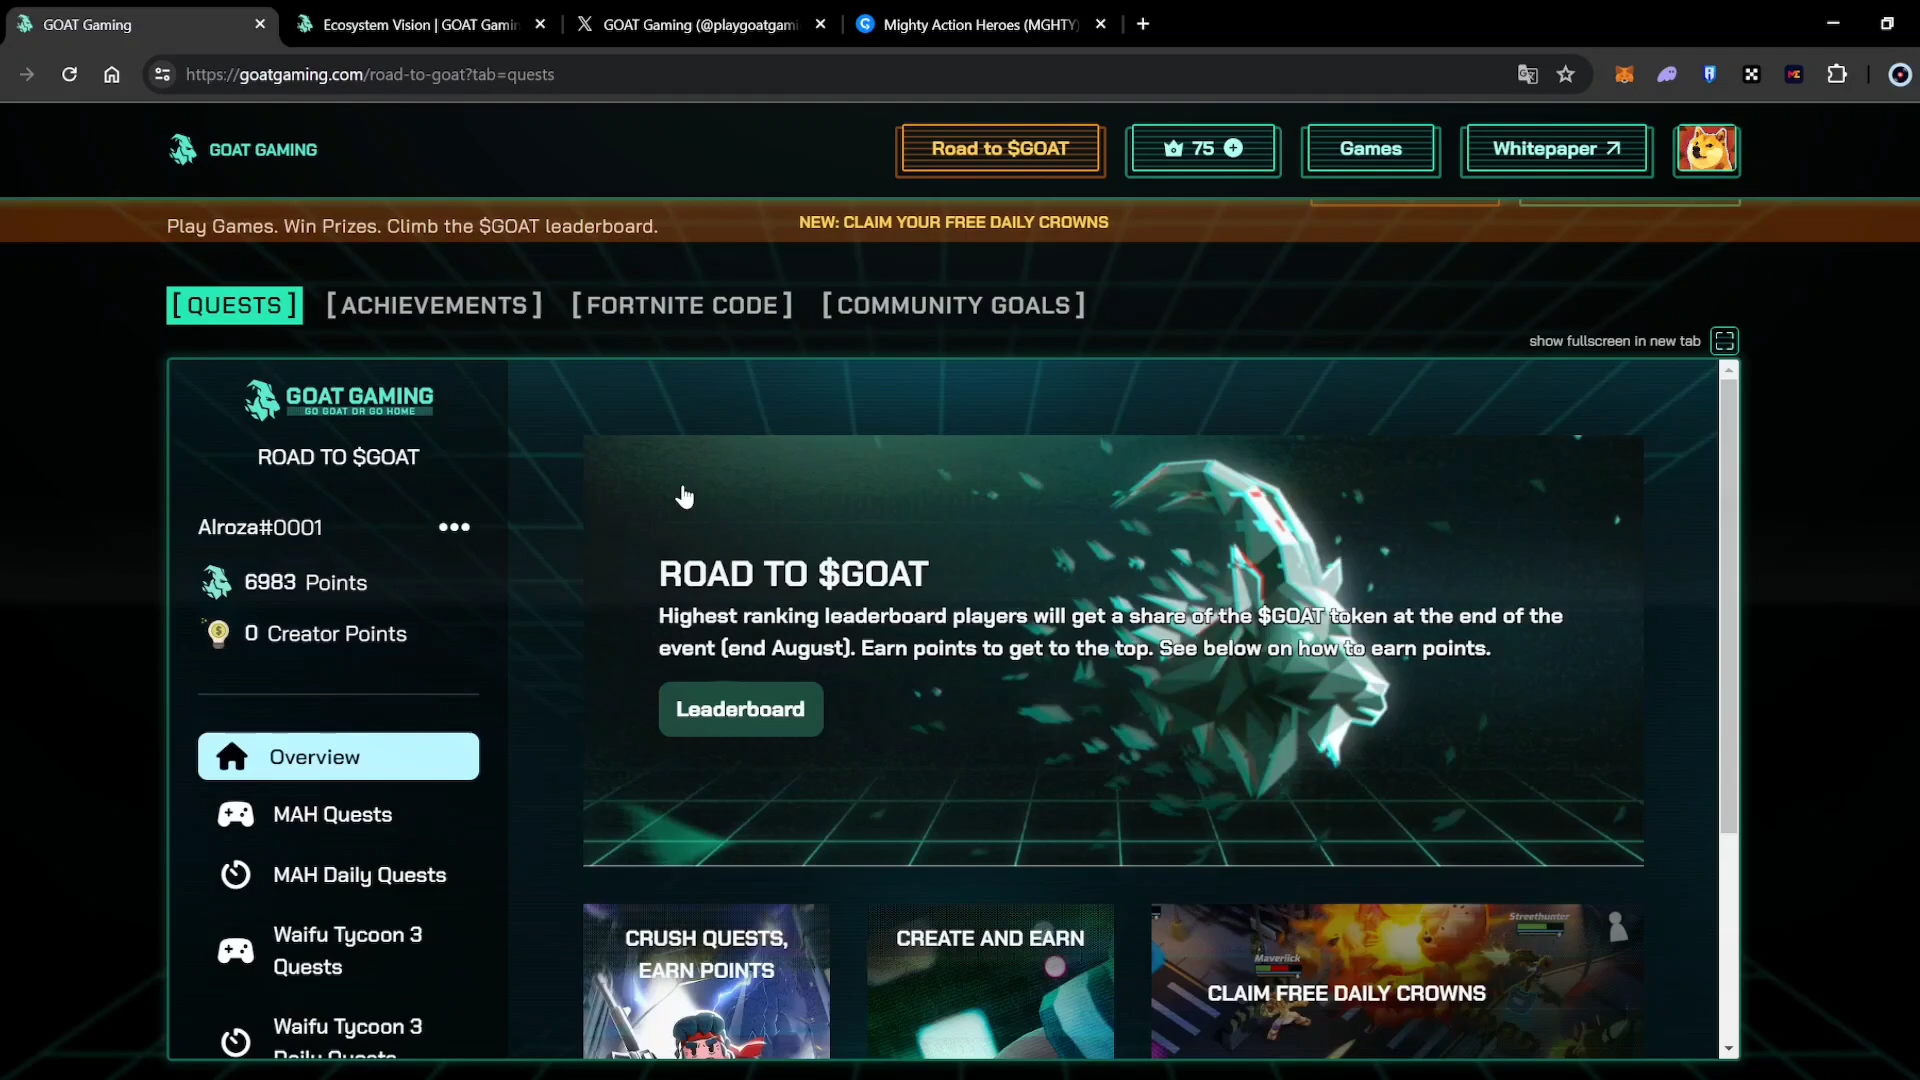 GOAT Gaming
Ecosystem Vision | GOAT Gamin
GOAT Gaming (@playgoatgami
Mighty Action Heroes (MGHTY)
https://goatgaming.com/road-to-goat?tab=quests
GOAT GAMING
Road to $GOAT
75
Games
Whitepaper
Play Games. Win Prizes. Climb the $GOAT leaderboard.
NEW: CLAIM YOUR FREE DAILY CROWNS
[QUESTS]
[ACHIEVEMENTS]
[FORTNITE CODE]
[COMMUNITY GOALS]
show fullscreen in new tab
GOAT GAMING
GO GOAT OR GO HOME
ROAD TO $GOAT
Alroza#0001
6983 Points
0 Creator Points
Overview
MAH Quests
MAH Daily Quests
Waifu Tycoon 3
Quests
Waifu Tycoon 3
Daily Quests
ROAD TO $GOAT
Highest ranking leaderboard players will get a share of the $GOAT token at the end of the
event (end August). Earn points to get to the top. See below on how to earn points.
Leaderboard
CRUSH QUESTS,
EARN POINTS
CREATE AND EARN
Streethunter
Maveriick
CLAIM FREE DAILY CROWNS